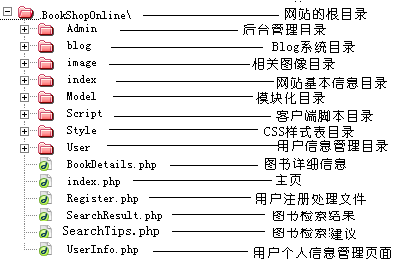 BookShopOnline\ 网站的根目录
Admin 后台管理目录
blog Blog系统目录
image 相关图像目录
index 网站基本信息目录
Model 模块化目录
Script 客户端脚本目录
Style CSS样式表目录
User 用户信息管理目录
BookDetails.php 图书详细信息
index.php 主页
Register.php 用户注册处理文件
SearchResult.php 图书检索结果
SearchTips.php 图书检索建议
UserInfo.php 用户个人信息管理页面